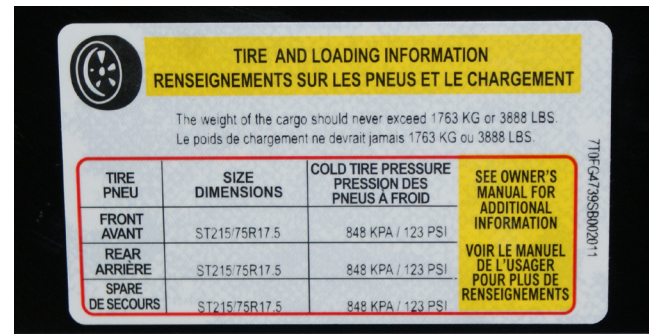 TIRE AND LOADING INFORMATION
RENSEIGNEMENTS SUR LES PNEUS ET LE CHARGEMENT
The weight of the cargo should never exceed 1763 KG or 3888 LBS.
Le poids de chargement ne devrait jamais 1763 KG ou 3888 LBS.
TIRE PNEU
SIZE DIMENSIONS
COLD TIRE PRESSURE
PRESSION DES
PNEUS À FROID
FRONT AVANT
ST215/75R17.5
848 KPA / 123 PSI
REAR ARRIÈRE
ST215/75R17.5
848 KPA / 123 PSI
SPARE DE SECOURS
ST215/75R17.5
848 KPA / 123 PSI
SEE OWNER'S
MANUAL FOR
ADDITIONAL
INFORMATION
VOIR LE MANUEL
DE L'USAGER
POUR PLUS DE
RENSEIGNEMENTS
7T0FG4739SB002011